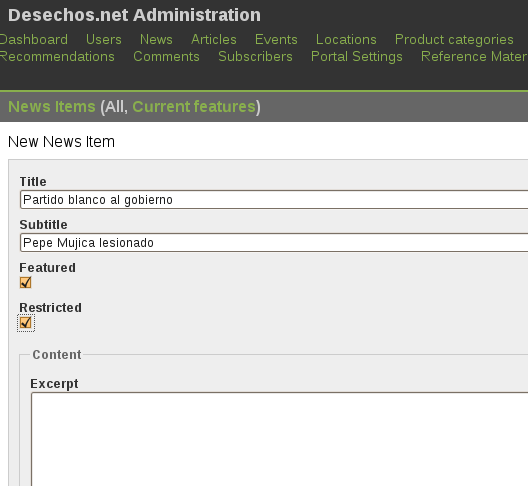 Desechos.net Administration
Dashboard Users News Articles Events Locations Product categories
Recommendations Comments Subscribers Portal Settings Reference Mater
News Items (All, Current features)
New News Item
Title
Partido blanco al gobierno
Subtitle
Pepe Mujica lesionado
Featured
Restricted
Content
Excerpt